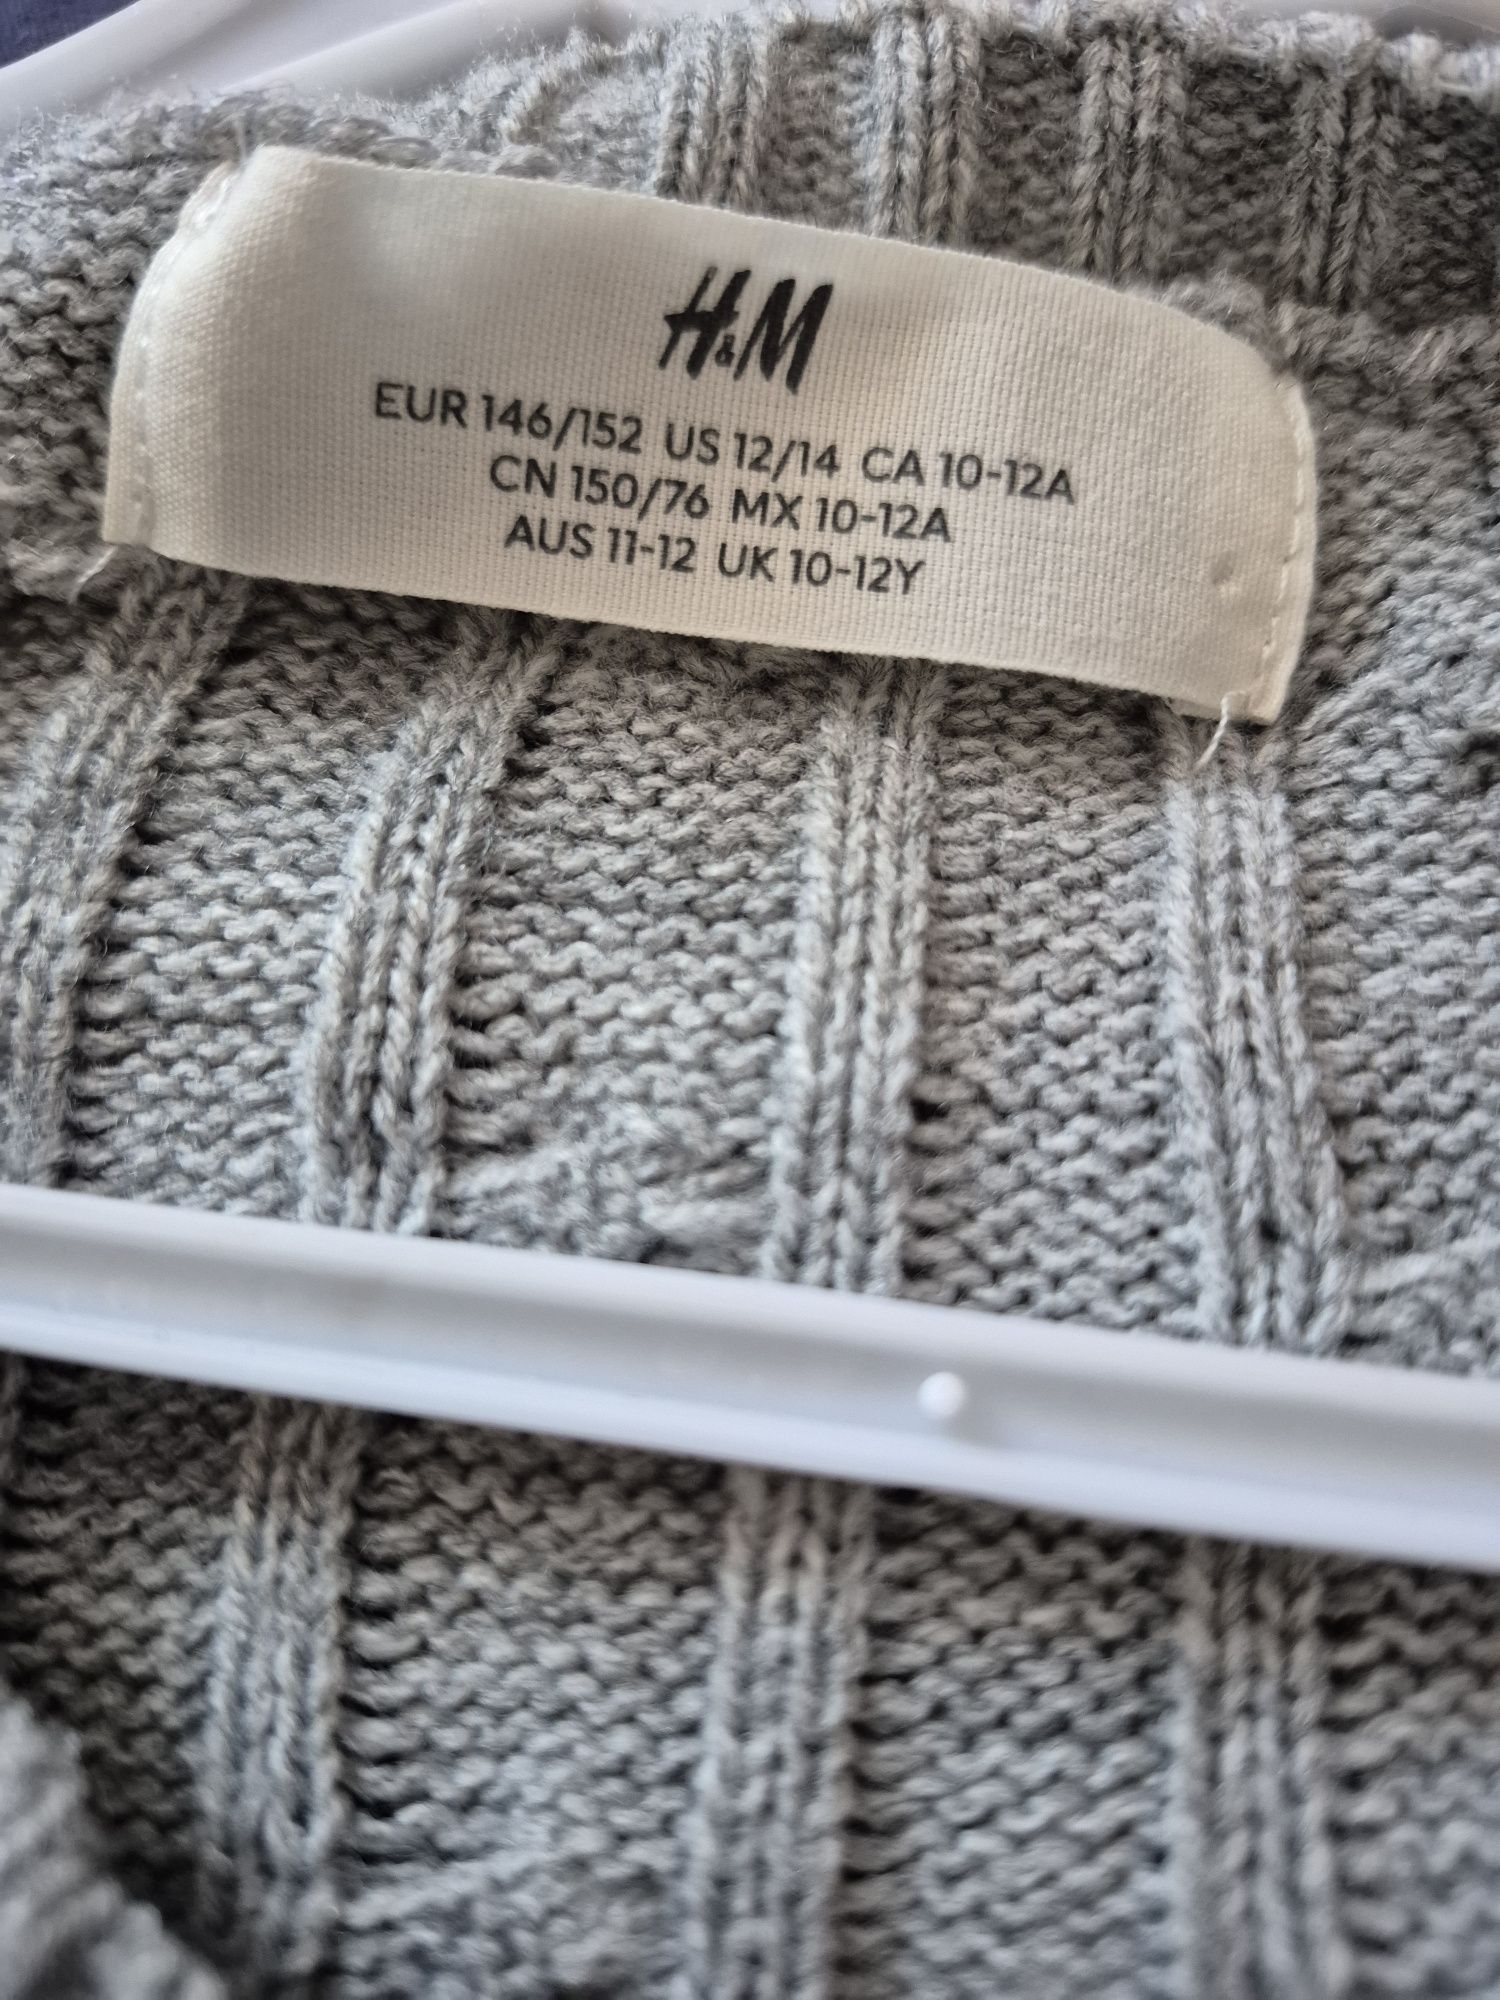 H&M
EUR 146/152 US 12/14 CA 10-12A
CN 150/76 MX 10-12A
AUS 11-12 UK 10-12Y